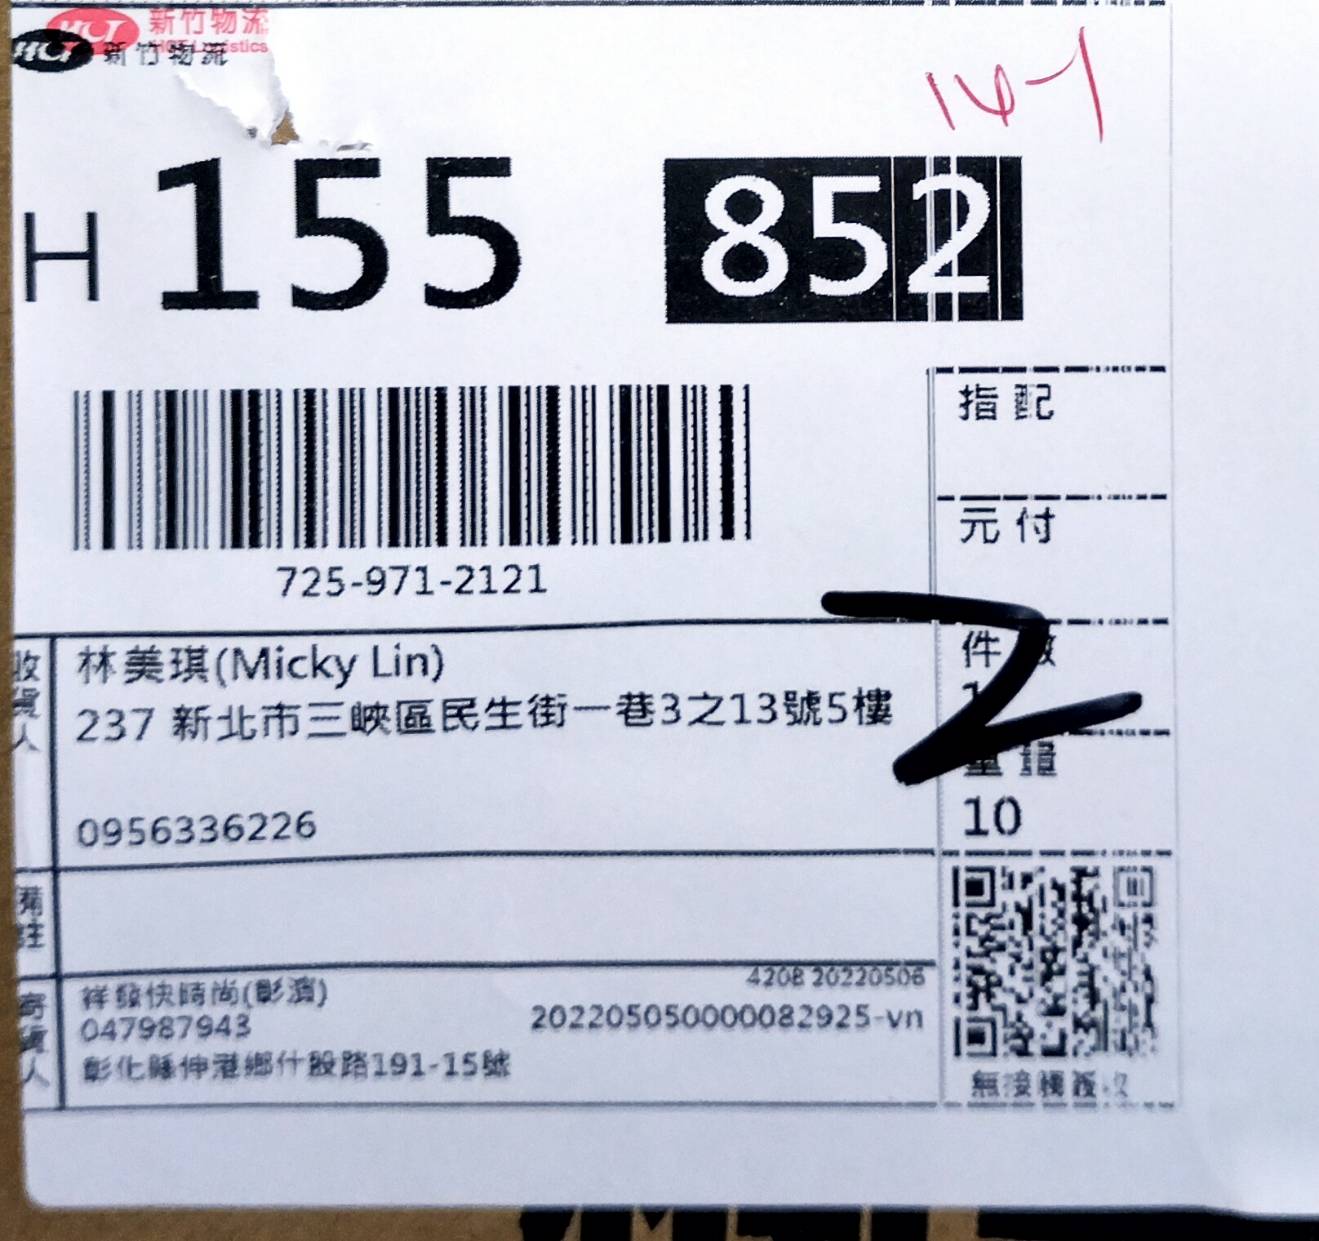 HCT 新竹物流
HCT Logistics
HCT 新竹物流
14-1
H 155 852
指配
元付
725-971-2121
件數
1
重量
10
收貨人
林美琪(Micky Lin)
237 新北市三峽區民生街一巷3之13號5樓
0956336226
2
備註
寄貨人
祥發快時尚(彰濱)
047987943
彰化縣伸港鄉什股路191-15號
420B 20220506
202205050000082925-vn
無接觸簽收